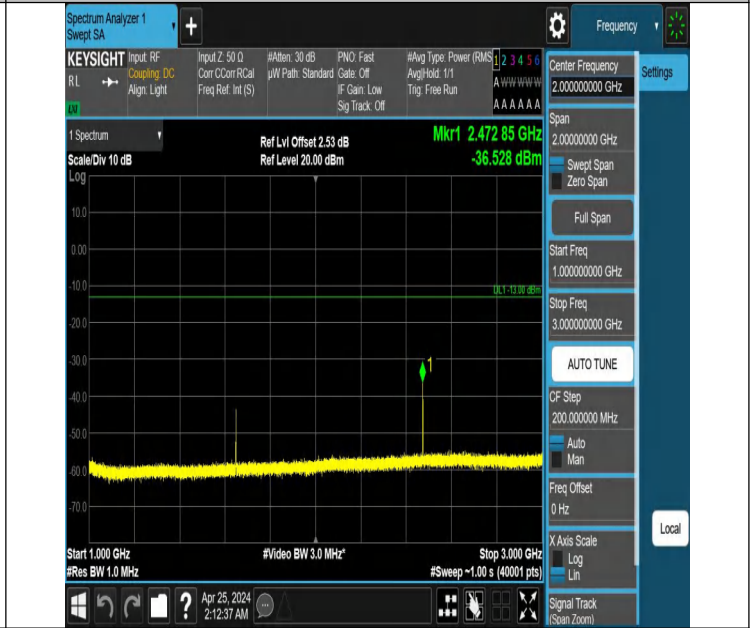 Spectrum Analyzer 1
Swept SA
Frequency
KEYSIGHT
RL
LXI
Input: RF
Coupling: DC
Align: Light
Input Z: 50 Ω
Corr CCorr RCal
Freq Ref: Int (S)
#Atten: 30 dB
µW Path: Standard
PNO: Fast
Gate: Off
IF Gain: Low
Sig Track: Off
#Avg Type: Power (RMS
Avg|Hold: 1/1
Trig: Free Run
1 2 3 4 5 6
A W W W W W
A A A A A A
1 Spectrum
Scale/Div 10 dB
Log
Ref Lvl Offset 2.53 dB
Ref Level 20.00 dBm
Mkr1 2.472 85 GHz
-36.528 dBm
10.0
0.00
-10.0
DL1 -13.00 dBm
-20.0
-30.0
1
-40.0
-50.0
-60.0
-70.0
Start 1.000 GHz
#Res BW 1.0 MHz
#Video BW 3.0 MHz*
Stop 3.000 GHz
#Sweep ~1.00 s (40001 pts)
Apr 25, 2024
2:12:37 AM
Center Frequency
2.000000000 GHz
Settings
Span
2.00000000 GHz
Swept Span
Zero Span
Full Span
Start Freq
1.000000000 GHz
Stop Freq
3.000000000 GHz
AUTO TUNE
CF Step
200.000000 MHz
Auto
Man
Freq Offset
0 Hz
X Axis Scale
Log
Lin
Local
Signal Track
(Span Zoom)